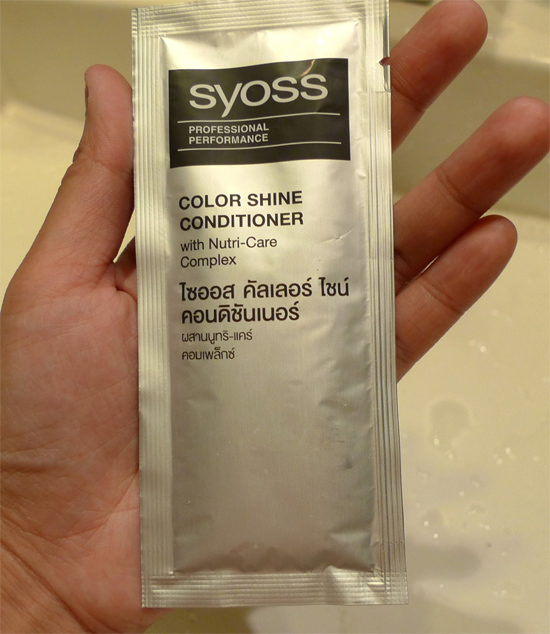 syoss
PROFESSIONAL
PERFORMANCE
COLOR SHINE
CONDITIONER
with Nutri-Care
Complex
ไซออส คัลเลอร์ ไชน์
คอนดิชันเนอร์
ผสานนูทริ-แคร์
คอมเพล็กซ์